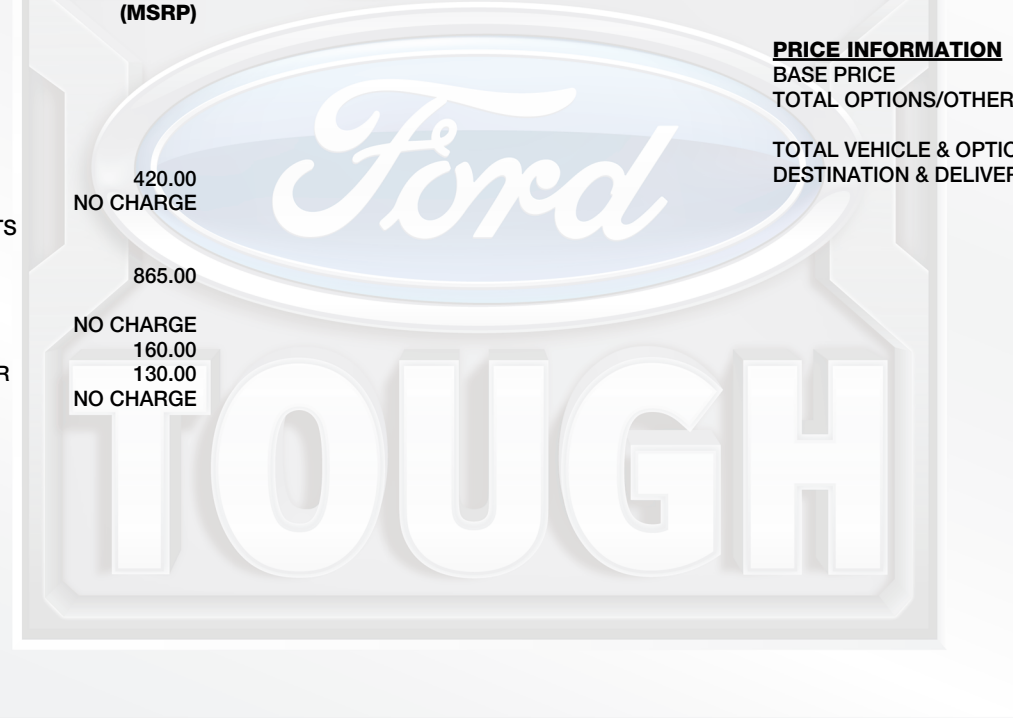 (MSRP)
420.00
NO CHARGE
TS
865.00
NO CHARGE
160.00
R 130.00
NO CHARGE
PRICE INFORMATION
BASE PRICE
TOTAL OPTIONS/OTHER
TOTAL VEHICLE & OPTIO
DESTINATION & DELIVER
Ford
TOUGH